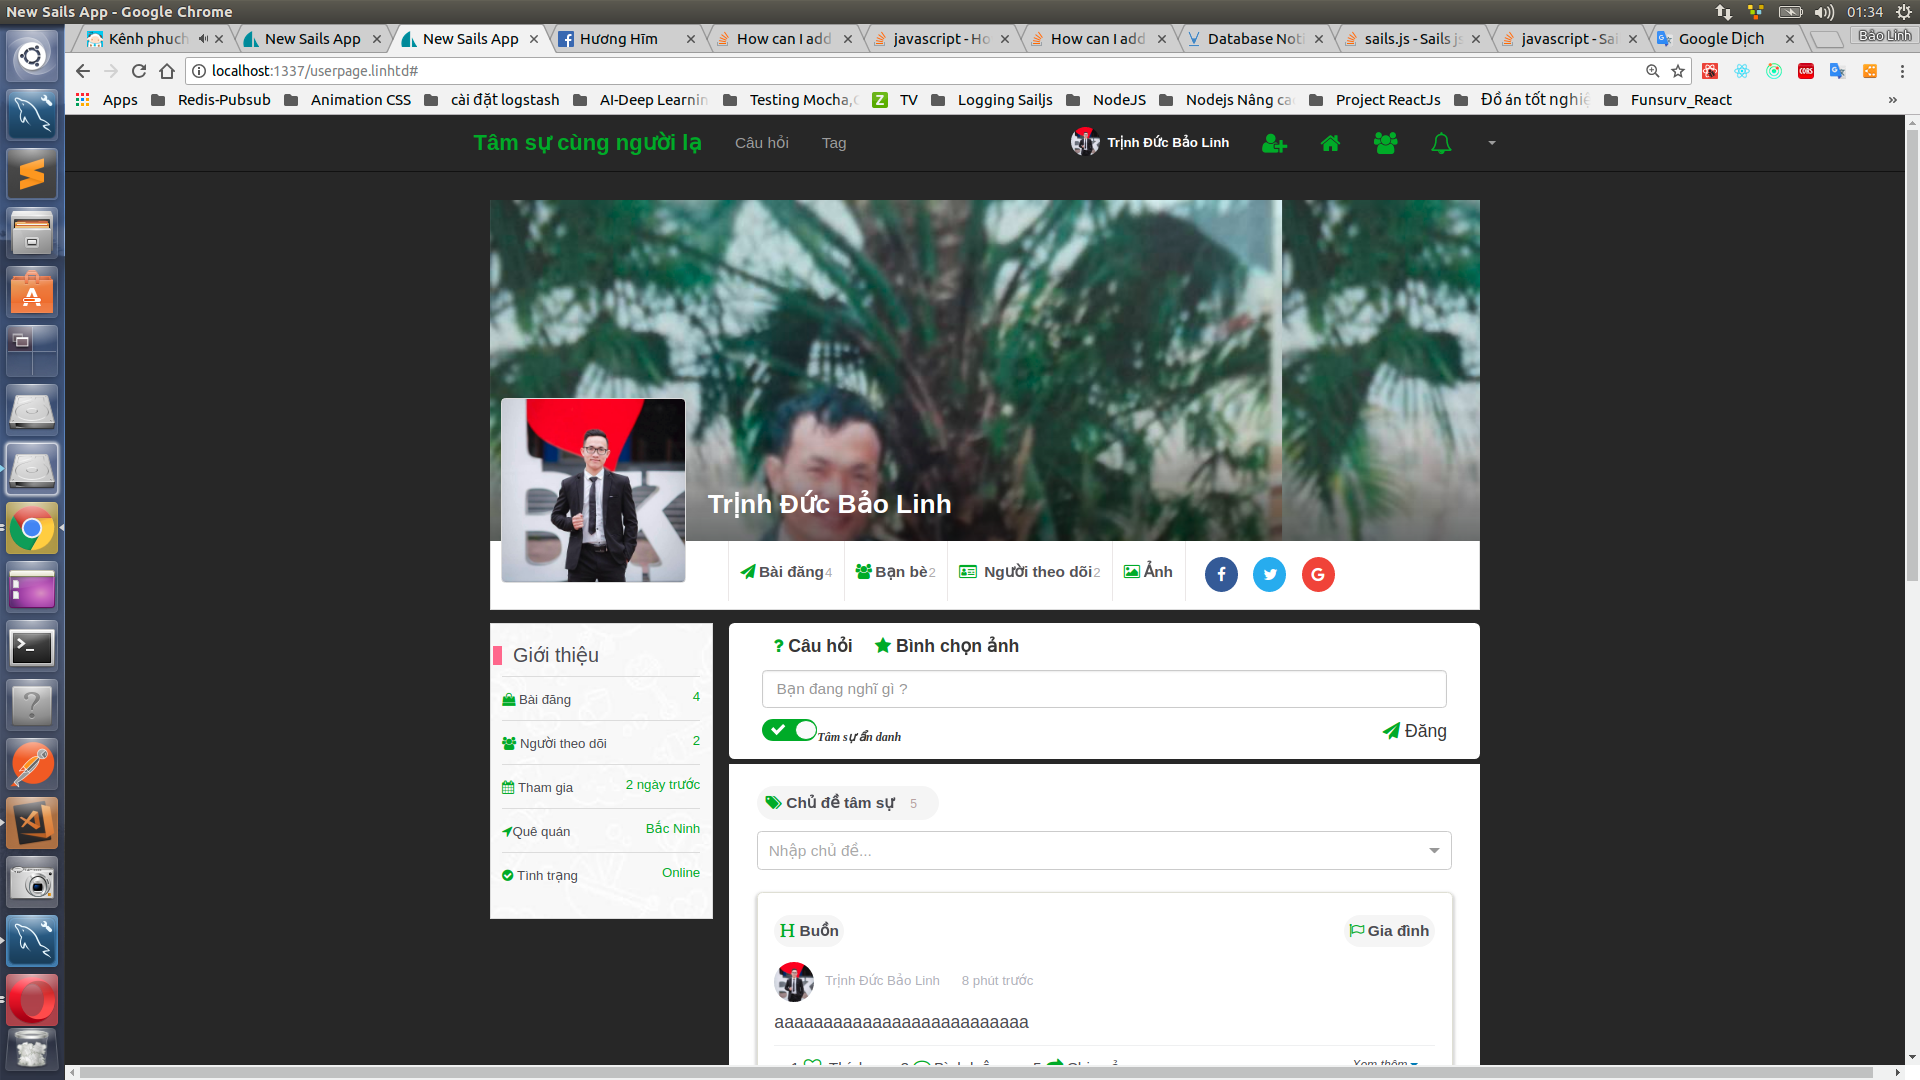 New Sails App - Google Chrome
01:34
Kênh phuch
New Sails App
New Sails App
Hương Hĩm
How can I add
javascript - Ho
How can I add
Database Noti
sails.js - Sails js
javascript - Sai
Google Dịch
Bảo Linh
localhost:1337/userpage.linhtd#
Apps
Redis-Pubsub
Animation CSS
cài đặt logstash
AI-Deep Learnin
Testing Mocha,C
TV
Logging Sailjs
NodeJS
Nodejs Nâng ca
Project ReactJs
Đồ án tốt nghiệ
Funsurv_React
»
Tâm sự cùng người lạ
Câu hỏi
Tag
Trịnh Đức Bảo Linh
Trịnh Đức Bảo Linh
Bài đăng4
Bạn bè2
Người theo dõi2
Ảnh
Giới thiệu
Bài đăng 4
Người theo dõi 2
Tham gia 2 ngày trước
Quê quán Bắc Ninh
Tình trạng Online
? Câu hỏi
Bình chọn ảnh
Bạn đang nghĩ gì ?
Tâm sự ẩn danh
Đăng
Chủ đề tâm sự 5
Nhập chủ đề...
H Buồn
Gia đình
Trịnh Đức Bảo Linh 8 phút trước
aaaaaaaaaaaaaaaaaaaaaaaaaa
Xem thêm